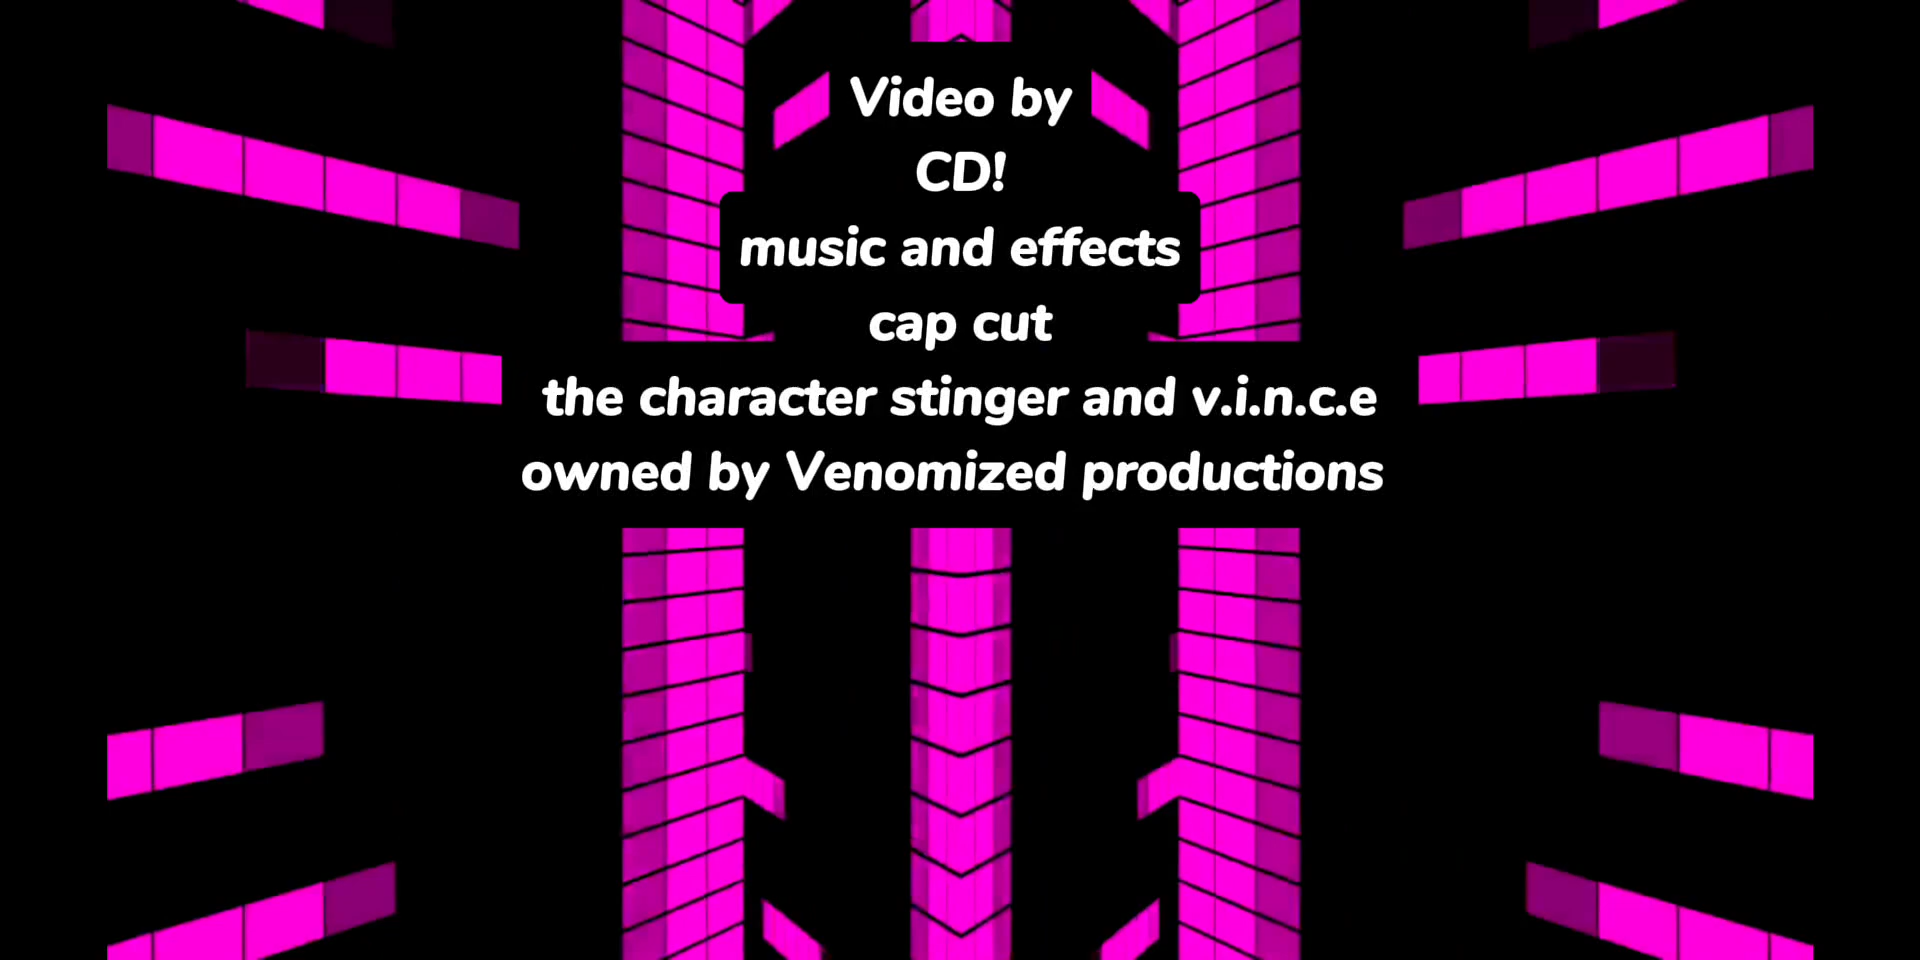 Video by
CD!
music and effects
cap cut
the character stinger and v.i.n.c.e
owned by Venomized productions